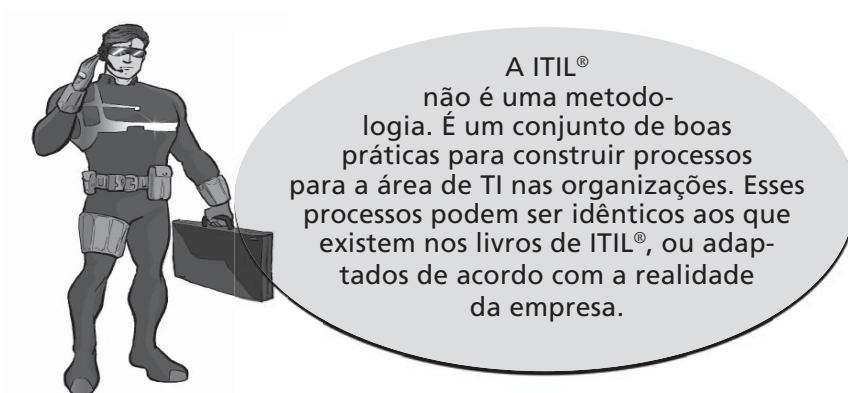 A ITIL®
não é uma metodo-
logia. É um conjunto de boas
práticas para construir processos
para a área de TI nas organizações. Esses
processos podem ser idênticos aos que
existem nos livros de ITIL®, ou adap-
tados de acordo com a realidade
da empresa.